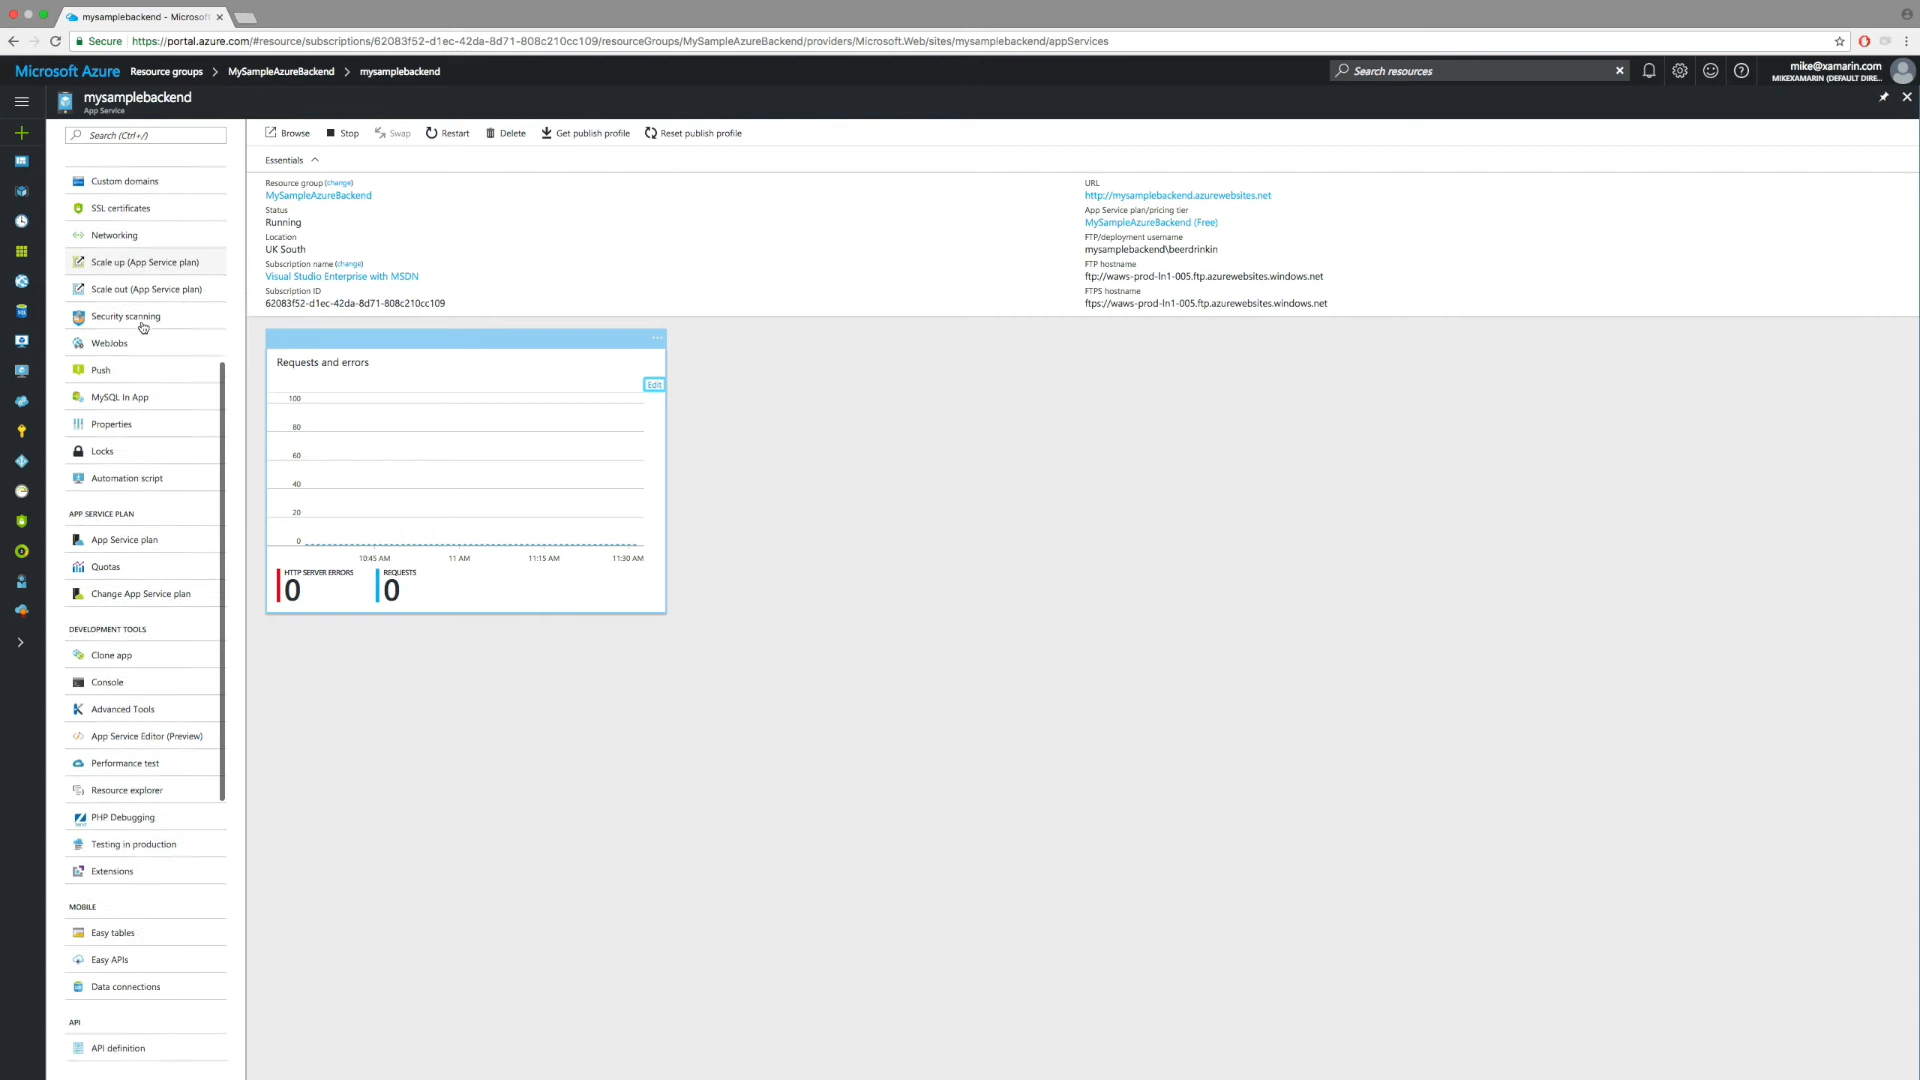 mysamplebackend - Microsoft
Secure https://portal.azure.com/#resource/subscriptions/62083f52-d1ec-42da-8d71-808c210cc109/resourceGroups/MySampleAzureBackend/providers/Microsoft.Web/sites/mysamplebackend/appServices
Microsoft Azure Resource groups > MySampleAzureBackend > mysamplebackend
Search resources
mike@xamarin.com
MIKEXAMARIN (DEFAULT DIRE...
mysamplebackend
App Service
Search (Ctrl+/)
Custom domains
SSL certificates
Networking
Scale up (App Service plan)
Scale out (App Service plan)
Security scanning
WebJobs
Push
MySQL In App
Properties
Locks
Automation script
APP SERVICE PLAN
App Service plan
Quotas
Change App Service plan
DEVELOPMENT TOOLS
Clone app
Console
Advanced Tools
App Service Editor (Preview)
Performance test
Resource explorer
PHP Debugging
Testing in production
Extensions
MOBILE
Easy tables
Easy APIs
Data connections
API
API definition
Browse Stop Swap Restart Delete Get publish profile Reset publish profile
Essentials
Resource group (change)
MySampleAzureBackend
Status
Running
Location
UK South
Subscription name (change)
Visual Studio Enterprise with MSDN
Subscription ID
62083f52-d1ec-42da-8d71-808c210cc109
URL
http://mysamplebackend.azurewebsites.net
App Service plan/pricing tier
MySampleAzureBackend (Free)
FTP/deployment username
mysamplebackend\beerdrinkin
FTP hostname
ftp://waws-prod-ln1-005.ftp.azurewebsites.windows.net
FTPS hostname
ftps://waws-prod-ln1-005.ftp.azurewebsites.windows.net
Requests and errors
Edit
100
80
60
40
20
0
10:45 AM 11 AM 11:15 AM 11:30 AM
HTTP SERVER ERRORS
0
REQUESTS
0